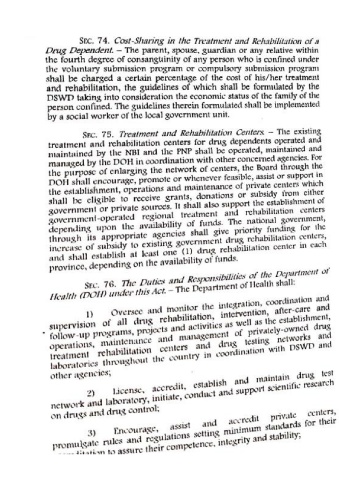 SEC. 74. Cost-Sharing in the Treatment and Rehabilitation of a
Drug Dependent. – The parent, spouse, guardian or any relative within
the fourth degree of consanguinity of any person who is confined under
the voluntary submission program or compulsory submission program
shall be charged a certain percentage of the cost of his/her treatment
and rehabilitation, the guidelines of which shall be formulated by the
DSWD taking into consideration the economic status of the family of the
person confined. The guidelines therein formulated shall be implemented
by a social worker of the local government unit.
SEC. 75. Treatment and Rehabilitation Centers. – The existing
treatment and rehabilitation centers for drug dependents operated and
maintained by the NBI and the PNP shall be operated, maintained and
managed by the DOH in coordination with other concerned agencies. For
the purpose of enlarging the network of centers, the Board through the
DOH shall encourage, promote or whenever feasible, assist or support in
the establishment, operations and maintenance of private centers which
shall be eligible to receive grants, donations or subsidy from either
government or private sources. It shall also support the establishment of
government-operated regional treatment and rehabilitation centers
depending upon the availability of funds. The national government,
through its appropriate agencies shall give priority funding for the
increase of subsidy to existing government drug rehabilitation centers,
and shall establish at least one (1) drug rehabilitation center in each
province, depending on the availability of funds.
SEC. 76. The Duties and Responsibilities of the Department of
Health (DOH) under this Act. – The Department of Health shall:
1) Oversee and monitor the integration, coordination and
supervision of all drug rehabilitation, intervention, after-care and
follow-up programs, projects and activities as well as the establishment,
operations, maintenance and management of privately-owned drug
treatment rehabilitation centers and drug testing networks and
laboratories throughout the country in coordination with DSWD and
other agencies;
2) License, accredit, establish and maintain drug test
network and laboratory, initiate, conduct and support scientific research
on drugs and drug control;
3) Encourage, assist and accredit private centers,
promulgate rules and regulations setting minimum standards for their
to assure their competence, integrity and stability;